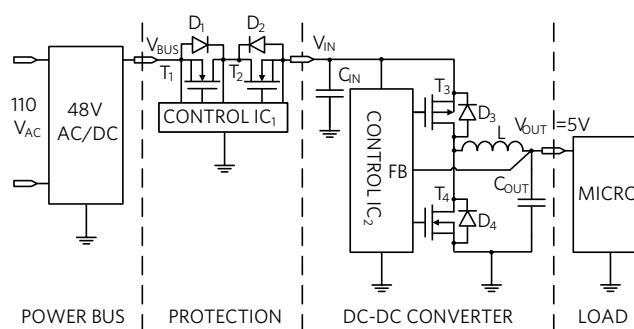 D1
D2
VBUS
VIN
T1
T2
CIN
T3
110
VAC
48V
AC/DC
CONTROL IC1
D3
L
VOUT =5V
CONTROL IC2
FB
COUT
MICRO
T4
D4
POWER BUS
PROTECTION
DC-DC CONVERTER
LOAD